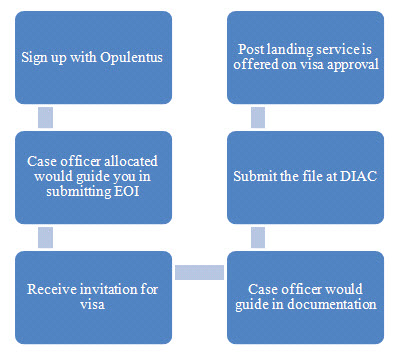 Sign up with Opulentus
Case officer allocated
would guide you in
submitting EOI
Receive invitation for
visa
Case officer would
guide in documentation
Submit the file at DIAC
Post landing service is
offered on visa approval